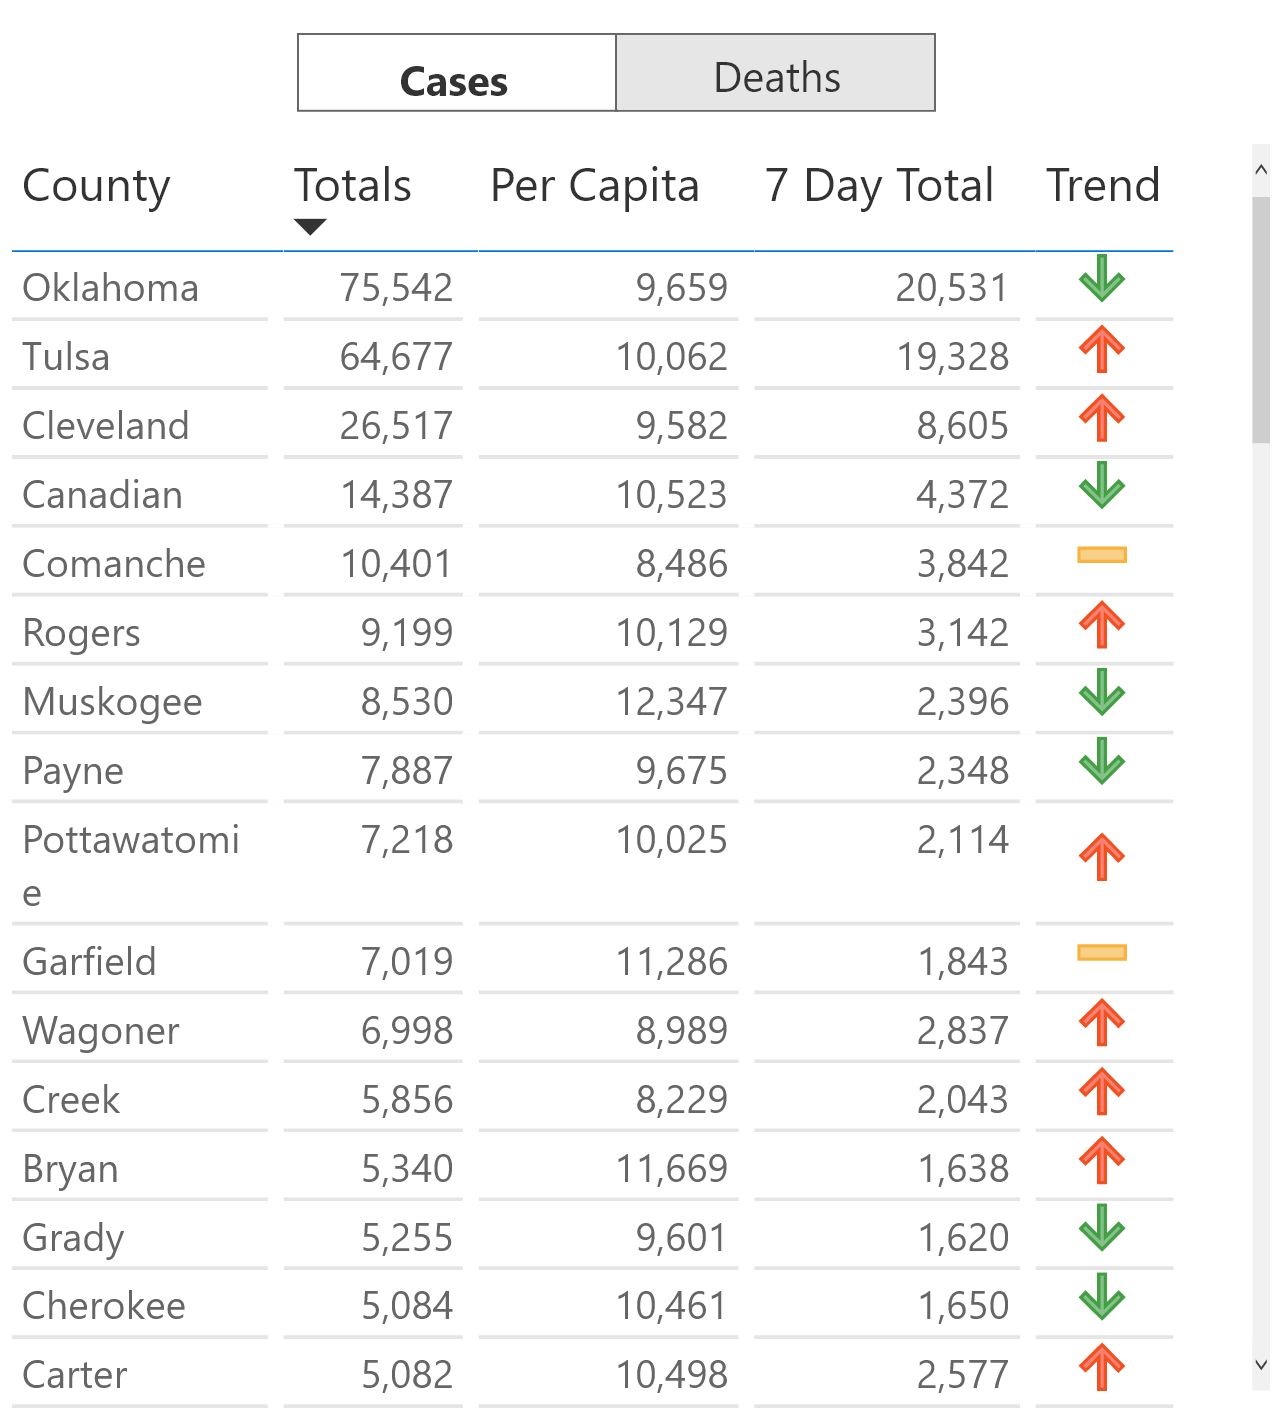 Cases Deaths
County Totals Per Capita 7 Day Total Trend
Oklahoma 75,542 9,659 20,531
Tulsa 64,677 10,062 19,328
Cleveland 26,517 9,582 8,605
Canadian 14,387 10,523 4,372
Comanche 10,401 8,486 3,842
Rogers 9,199 10,129 3,142
Muskogee 8,530 12,347 2,396
Payne 7,887 9,675 2,348
Pottawatomi 7,218 10,025 2,114
e
Garfield 7,019 11,286 1,843
Wagoner 6,998 8,989 2,837
Creek 5,856 8,229 2,043
Bryan 5,340 11,669 1,638
Grady 5,255 9,601 1,620
Cherokee 5,084 10,461 1,650
Carter 5,082 10,498 2,577